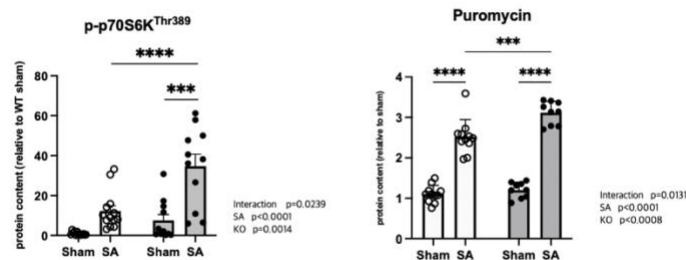 p-p70S6K^Thr389
****
***
protein content (relative to WT sham)
80
60
40
20
0
Sham SA Sham SA
Interaction p=0.0239
SA p<0.0001
KO p=0.0014
Puromycin
***
**** ****
protein content (relative to sham)
4
3
2
1
0
Sham SA Sham SA
Interaction p=0.0131
SA p<0.0001
KO p<0.0008